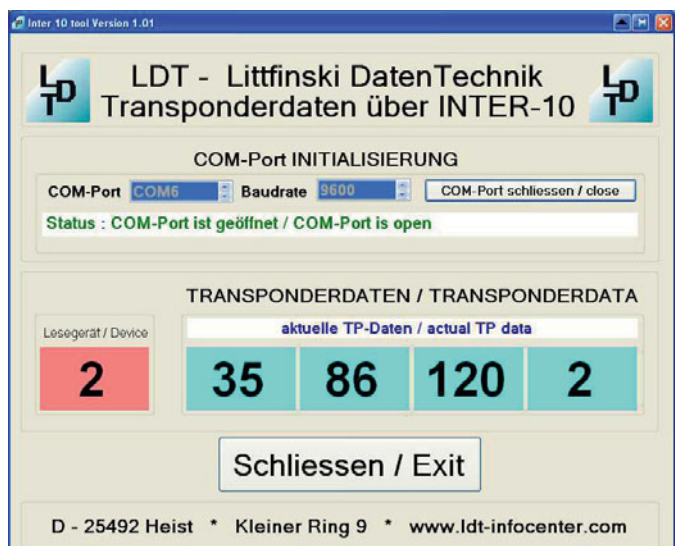 Inter 10 tool Version 1.01
LDT
LDT - Littfinski DatenTechnik
Transponderdaten über INTER-10
LDT
COM-Port INITIALISIERUNG
COM-Port COM6 Baudrate 9600 COM-Port schliessen / close
Status : COM-Port ist geöffnet / COM-Port is open
TRANSPONDERDATEN / TRANSPONDERDATA
Lesegerät / Device
aktuelle TP-Daten / actual TP data
2 35 86 120 2
Schliessen / Exit
D - 25492 Heist * Kleiner Ring 9 * www.ldt-infocenter.com